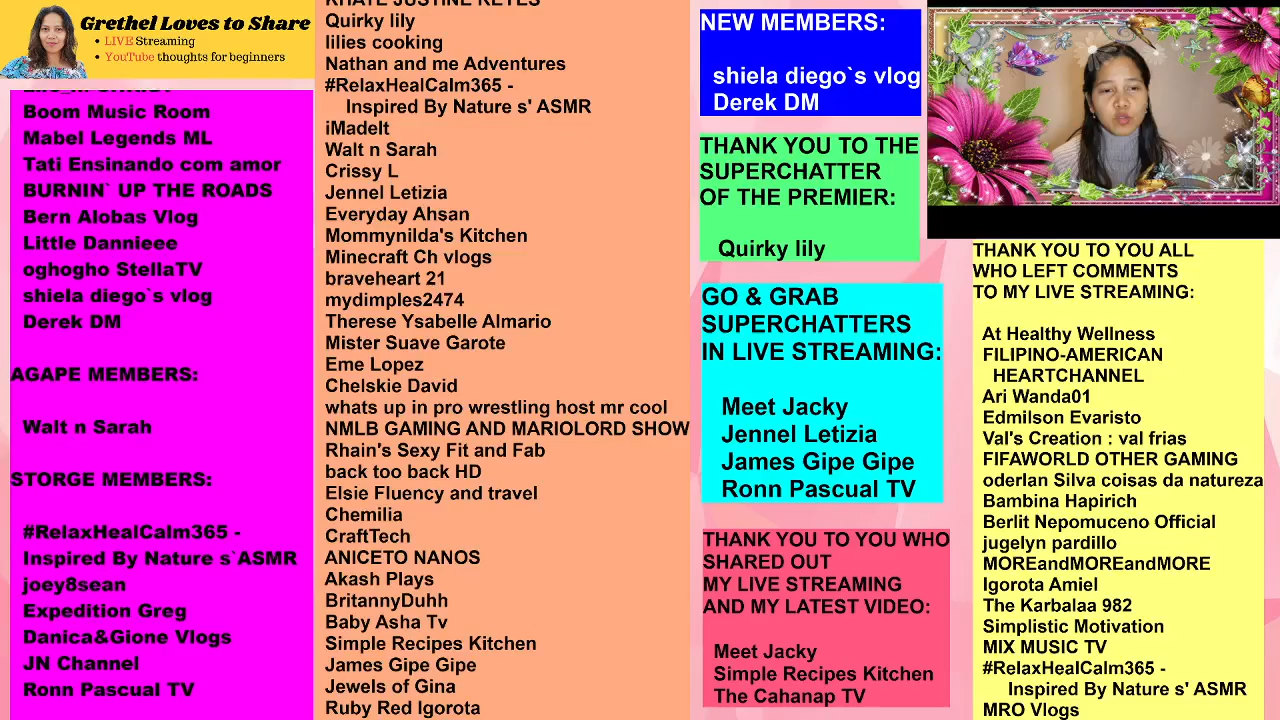 Grethel Loves to Share
• LIVE Streaming
• YouTube thoughts for beginners
Boom Music Room
Mabel Legends ML
Tati Ensinando com amor
BURNIN` UP THE ROADS
Bern Alobas Vlog
Little Dannieee
oghogho StellaTV
shiela diego`s vlog
Derek DM
AGAPE MEMBERS:
Walt n Sarah
STORGE MEMBERS:
#RelaxHealCalm365 -
Inspired By Nature s`ASMR
joey8sean
Expedition Greg
Danica&Gione Vlogs
JN Channel
Ronn Pascual TV
KHATE JUSTINE REYES
Quirky lily
lilies cooking
Nathan and me Adventures
#RelaxHealCalm365 -
Inspired By Nature s' ASMR
iMadeIt
Walt n Sarah
Crissy L
Jennel Letizia
Everyday Ahsan
Mommynilda's Kitchen
Minecraft Ch vlogs
braveheart 21
mydimples2474
Therese Ysabelle Almario
Mister Suave Garote
Eme Lopez
Chelskie David
whats up in pro wrestling host mr cool
NMLB GAMING AND MARIOLORD SHOW
Rhain's Sexy Fit and Fab
back too back HD
Elsie Fluency and travel
Chemilia
CraftTech
ANICETO NANOS
Akash Plays
BritannyDuhh
Baby Asha Tv
Simple Recipes Kitchen
James Gipe Gipe
Jewels of Gina
Ruby Red Igorota
NEW MEMBERS:
shiela diego`s vlog
Derek DM
THANK YOU TO THE
SUPERCHATTER
OF THE PREMIER:
Quirky lily
GO & GRAB
SUPERCHATTERS
IN LIVE STREAMING:
Meet Jacky
Jennel Letizia
James Gipe Gipe
Ronn Pascual TV
THANK YOU TO YOU WHO
SHARED OUT
MY LIVE STREAMING
AND MY LATEST VIDEO:
Meet Jacky
Simple Recipes Kitchen
The Cahanap TV
THANK YOU TO YOU ALL
WHO LEFT COMMENTS
TO MY LIVE STREAMING:
At Healthy Wellness
FILIPINO-AMERICAN
HEARTCHANNEL
Ari Wanda01
Edmilson Evaristo
Val's Creation : val frias
FIFAWORLD OTHER GAMING
oderlan Silva coisas da natureza
Bambina Hapirich
Berlit Nepomuceno Official
jugelyn pardillo
MOREandMOREandMORE
Igorota Amiel
The Karbalaa 982
Simplistic Motivation
MIX MUSIC TV
#RelaxHealCalm365 -
Inspired By Nature s' ASMR
MRO Vlogs